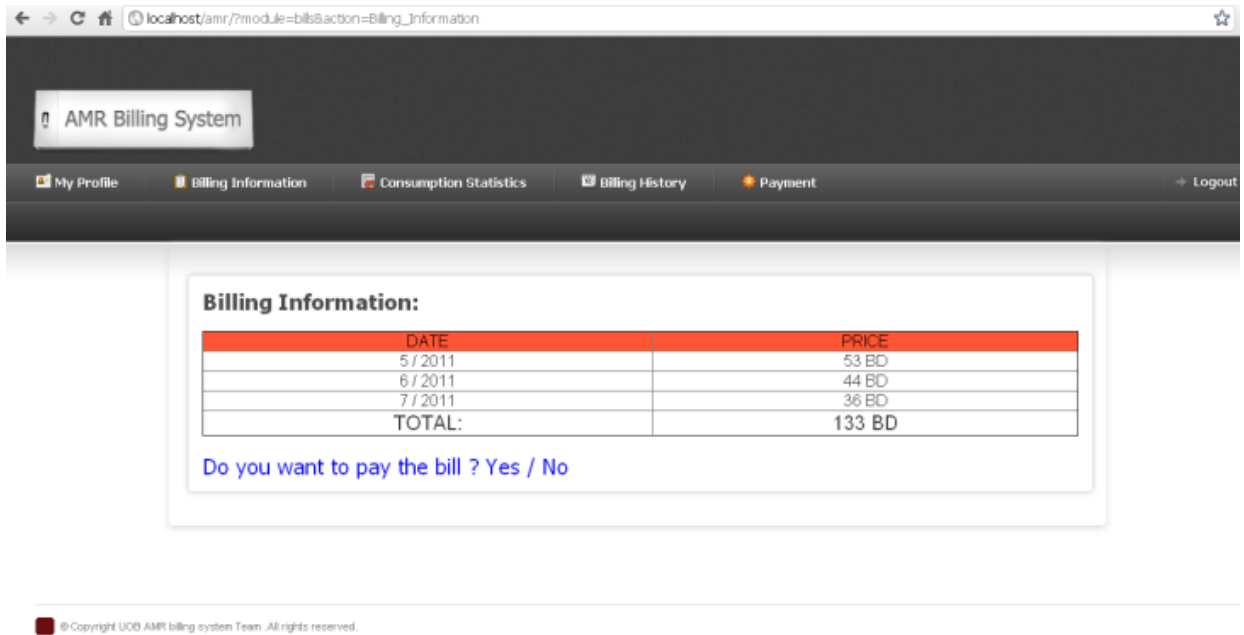 localhost/amr/?module=bills&action=Billing_Information
AMR Billing System
My Profile Billing Information Consumption Statistics Billing History Payment Logout
Billing Information:
DATE PRICE
5 / 2011 53 BD
6 / 2011 44 BD
7 / 2011 36 BD
TOTAL: 133 BD
Do you want to pay the bill ? Yes / No
© Copyright UOB AMR billing system Team .All rights reserved.